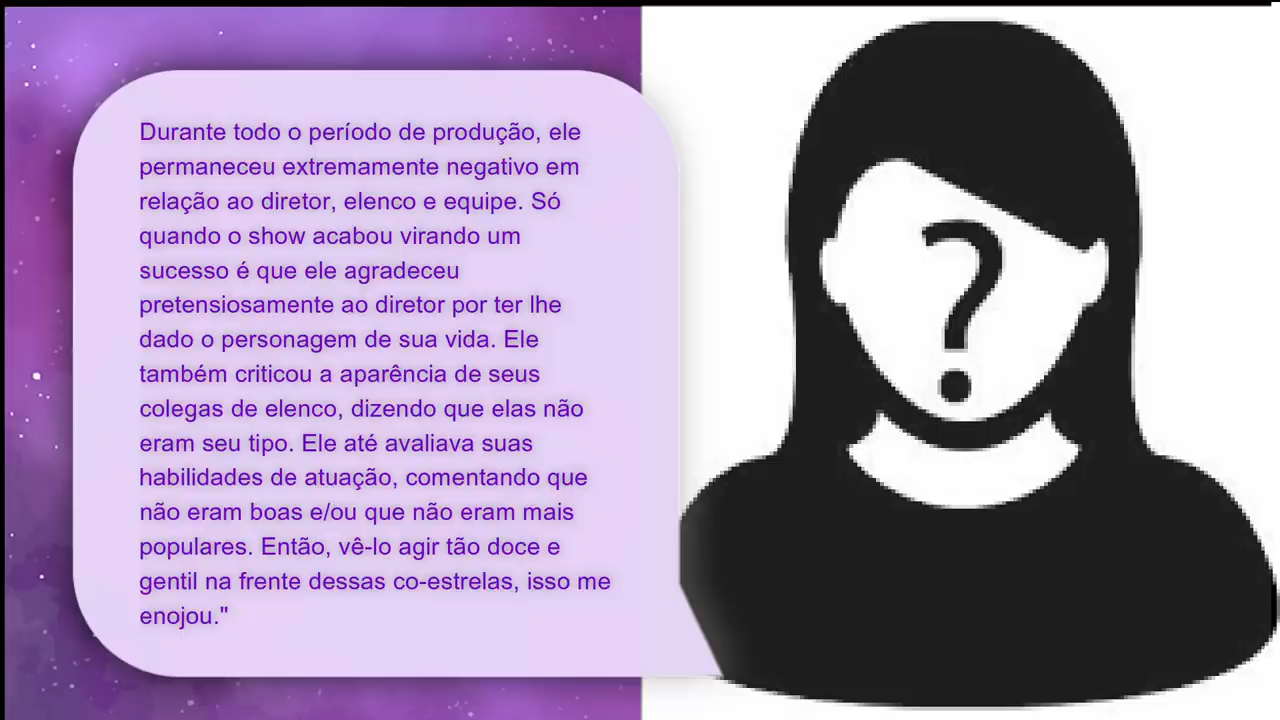 Durante todo o período de produção, ele
permaneceu extremamente negativo em
relação ao diretor, elenco e equipe. Só
quando o show acabou virando um
sucesso é que ele agradeceu
pretensiosamente ao diretor por ter lhe
dado o personagem de sua vida. Ele
também criticou a aparência de seus
colegas de elenco, dizendo que elas não
eram seu tipo. Ele até avaliava suas
habilidades de atuação, comentando que
não eram boas e/ou que não eram mais
populares. Então, vê-lo agir tão doce e
gentil na frente dessas co-estrelas, isso me
enojou."
?